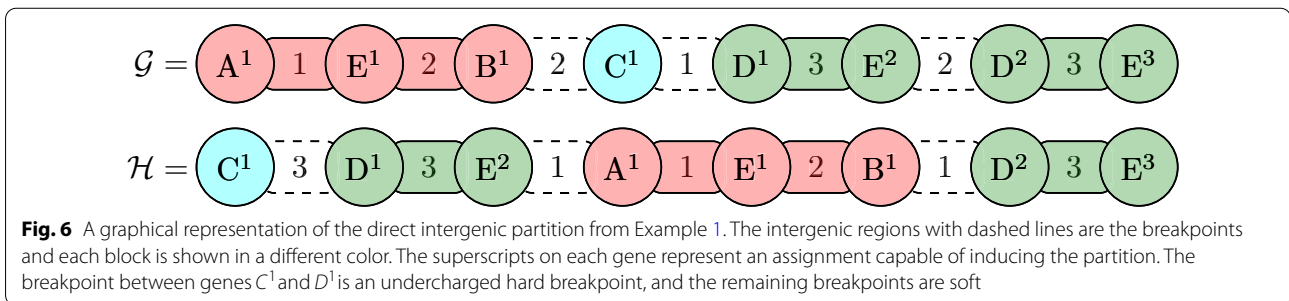 𝒢 = A¹ 1 E¹ 2 B¹ 2 C¹ 1 D¹ 3 E² 2 D² 3 E³
ℋ = C¹ 3 D¹ 3 E² 1 A¹ 1 E¹ 2 B¹ 1 D² 3 E³
Fig. 6 A graphical representation of the direct intergenic partition from Example 1. The intergenic regions with dashed lines are the breakpoints
and each block is shown in a different color. The superscripts on each gene represent an assignment capable of inducing the partition. The
breakpoint between genes C¹ and D¹ is an undercharged hard breakpoint, and the remaining breakpoints are soft